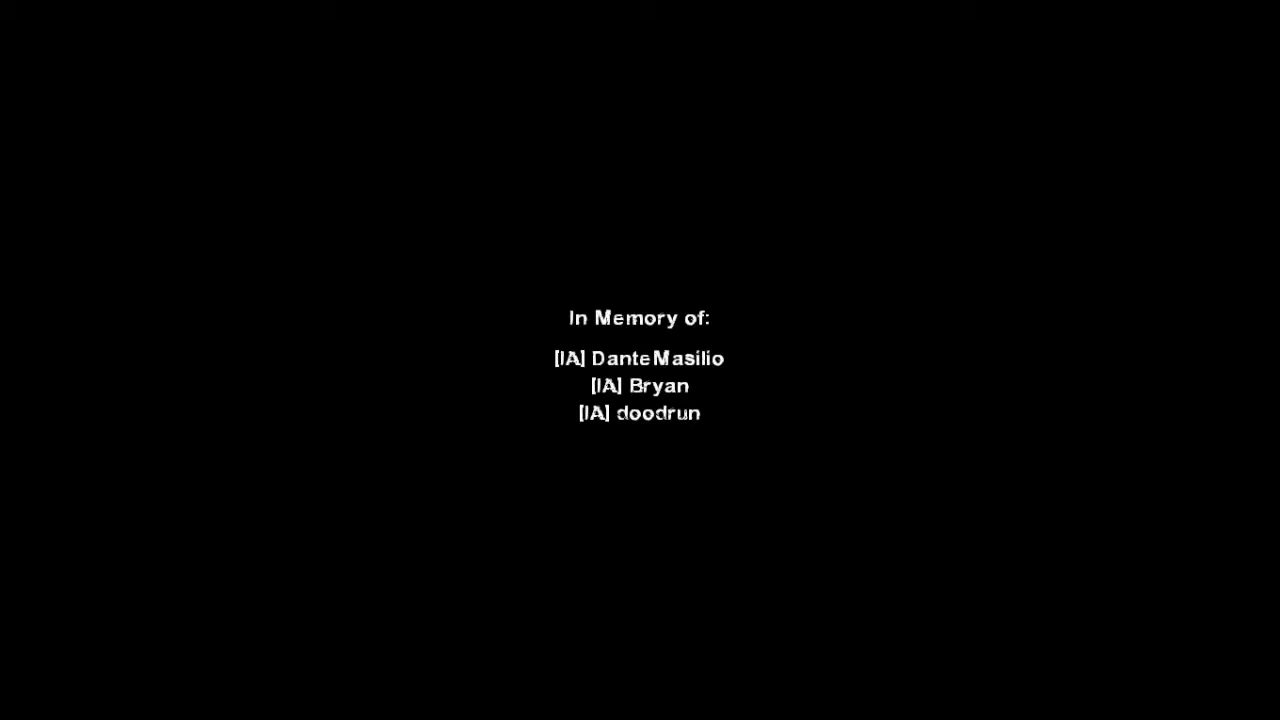 In Memory of:
[IA] DanteMasilio
[IA] Bryan
[IA] doodrun